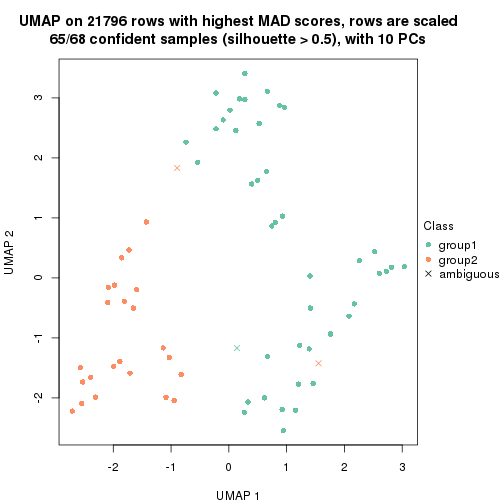 UMAP on 21796 rows with highest MAD scores, rows are scaled
65/68 confident samples (silhouette > 0.5), with 10 PCs
3
2
1
0
-1
-2
UMAP 2
-2
-1
0
1
2
3
UMAP 1
Class
group1
group2
ambiguous